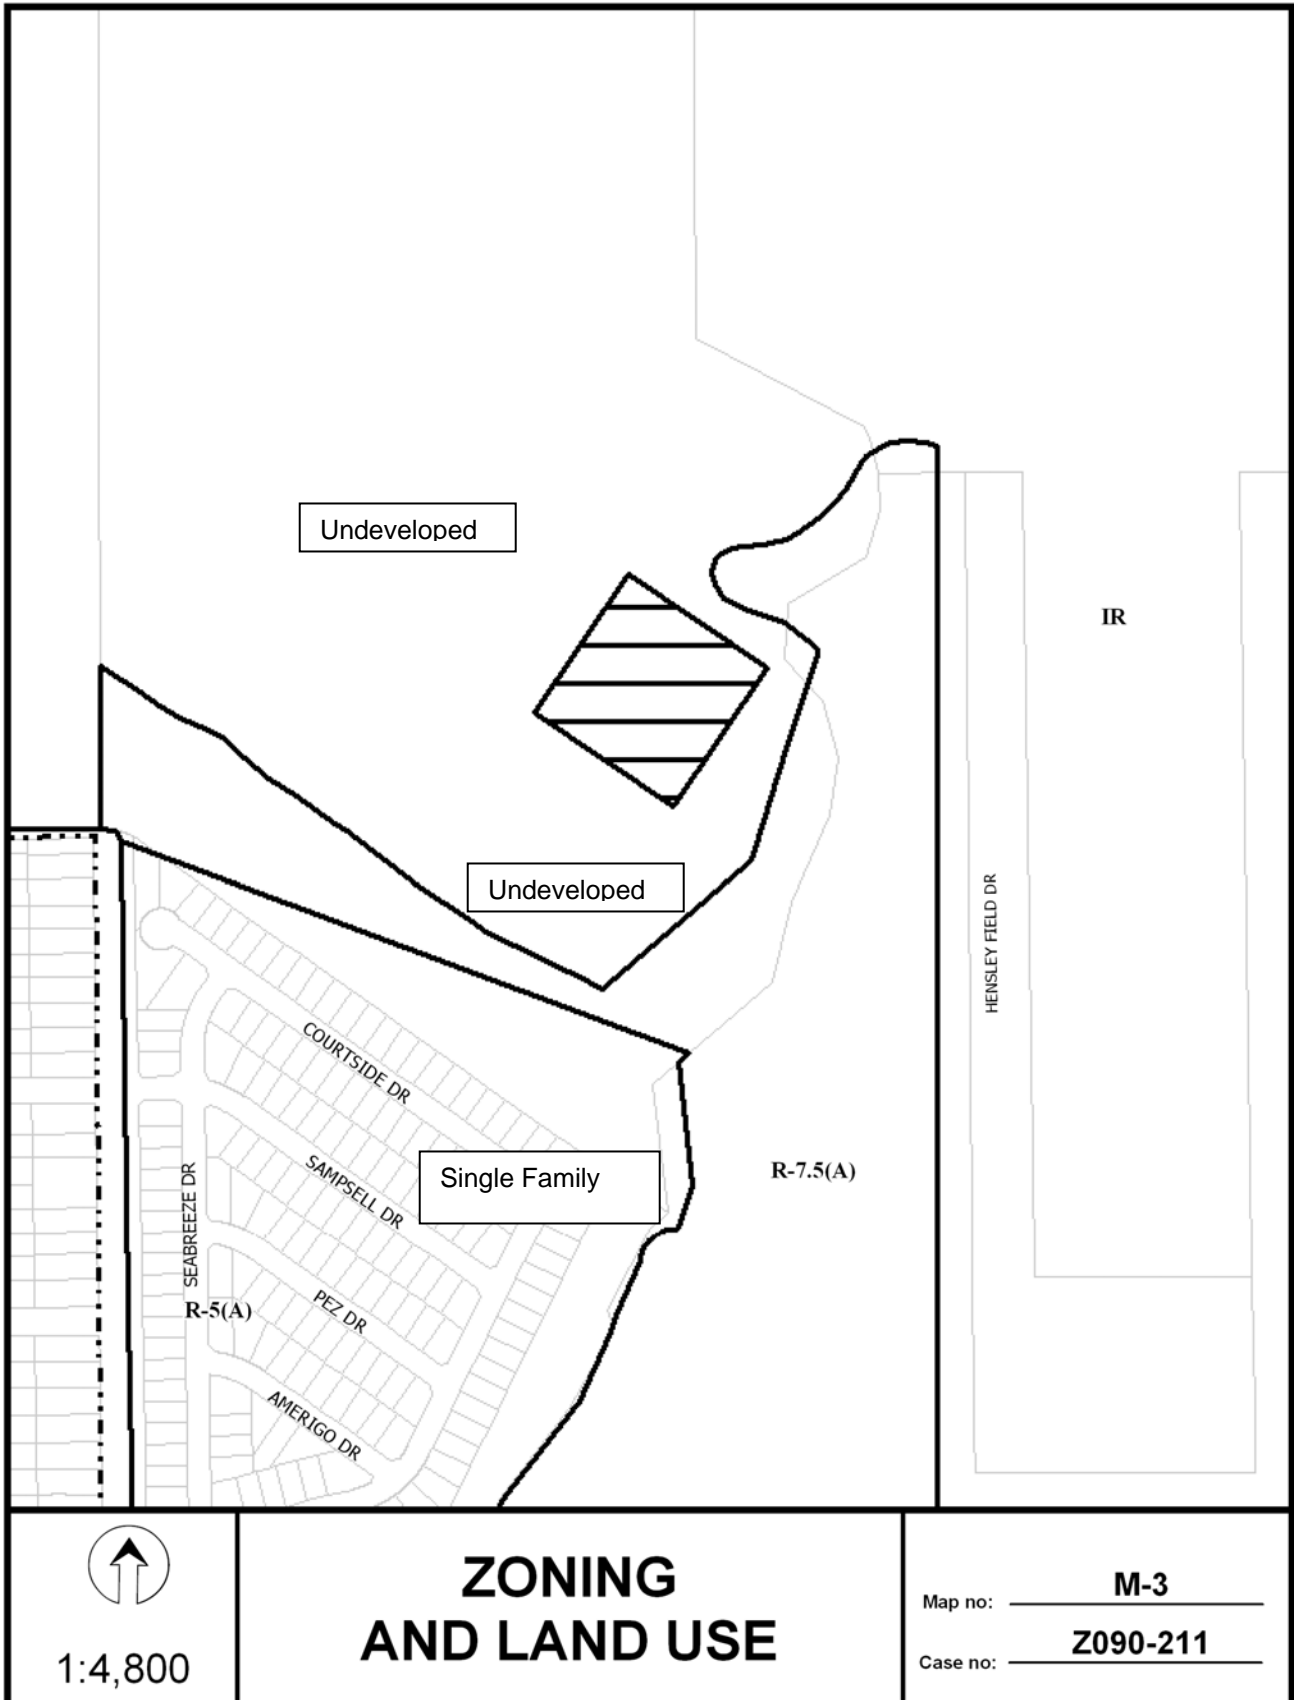 Undeveloped
IR
Undeveloped
HENSLEY FIELD DR
COURTSIDE DR
SAMPSELL DR
Single Family
R-7.5(A)
SEABREEZE DR
R-5(A)
PEZ DR
AMERIGO DR
1:4,800
ZONING
AND LAND USE
Map no: M-3
Case no: Z090-211